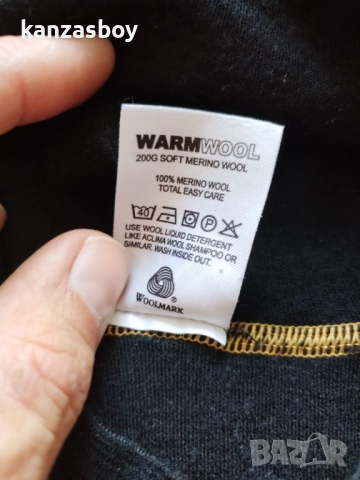 kanzasboy
WARMWOOL
200G SOFT MERINO WOOL
100% MERINO WOOL
TOTAL EASY CARE
40
USE WOOL LIQUID DETERGENT
LIKE ACLIMA WOOL SHAMPOO OR
SIMILAR. WASH INSIDE OUT.
WOOLMARK ®
BAZAR
bg